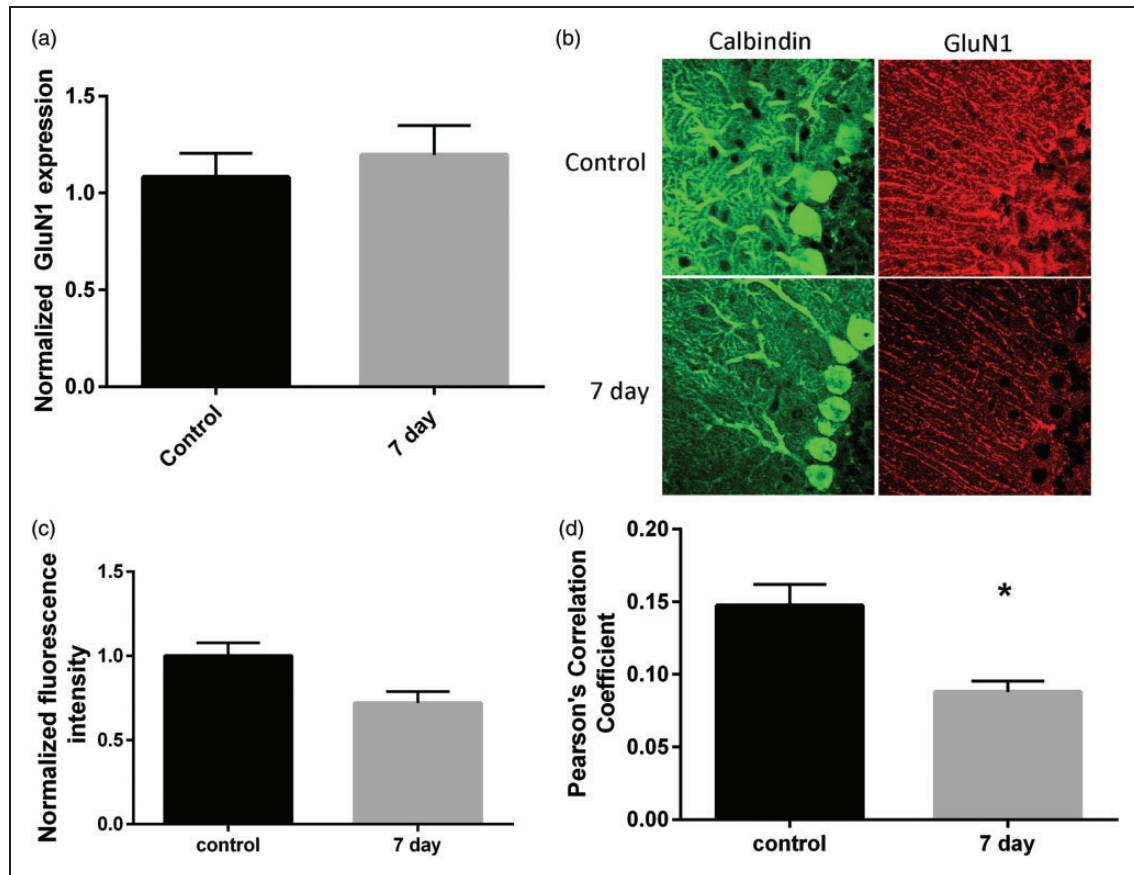 (a)
Normalized GluN1 expression
1.5
1.0
0.5
0.0
Control
7 day
(b)
Calbindin
GluN1
Control
7 day
(c)
Normalized fluorescence
intensity
1.5
1.0
0.5
0.0
control
7 day
(d)
Pearson's Correlation
Coefficient
0.20
0.15
0.10
0.05
0.00
*
control
7 day